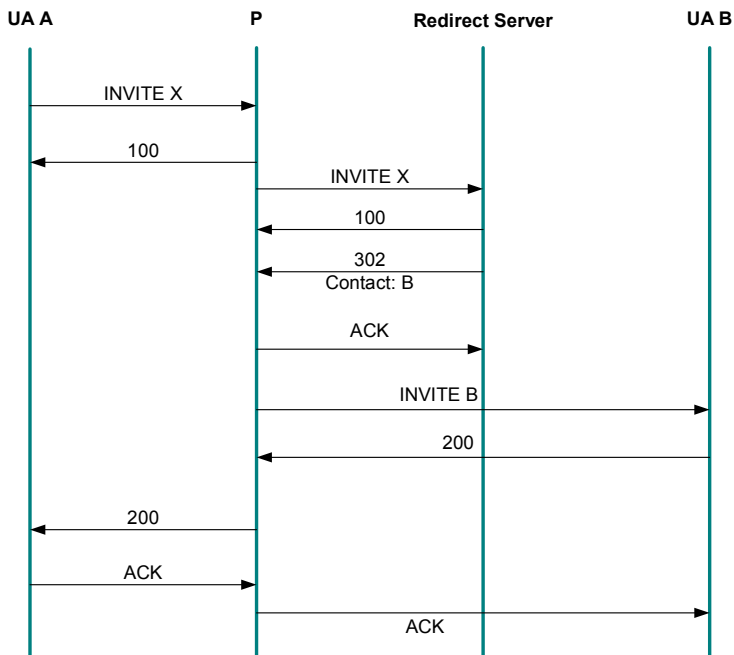 UA A
P
Redirect Server
UA B
INVITE X
100
INVITE X
100
302
Contact: B
ACK
INVITE B
200
200
ACK
ACK